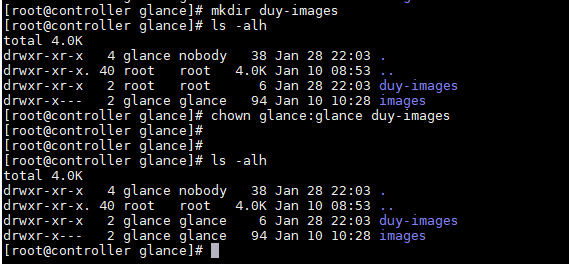 [root@controller glance]# mkdir duy-images
[root@controller glance]# ls -alh
total 4.0K
drwxr-xr-x   4 glance nobody   38 Jan 28 22:03 .
drwxr-xr-x. 40 root   root   4.0K Jan 10 08:53 ..
drwxr-xr-x   2 root   root      6 Jan 28 22:03 duy-images
drwxr-x---   2 glance glance   94 Jan 10 10:28 images
[root@controller glance]# chown glance:glance duy-images
[root@controller glance]#
[root@controller glance]#
[root@controller glance]# ls -alh
total 4.0K
drwxr-xr-x   4 glance nobody   38 Jan 28 22:03 .
drwxr-xr-x. 40 root   root   4.0K Jan 10 08:53 ..
drwxr-xr-x   2 glance glance    6 Jan 28 22:03 duy-images
drwxr-x---   2 glance glance   94 Jan 10 10:28 images
[root@controller glance]#